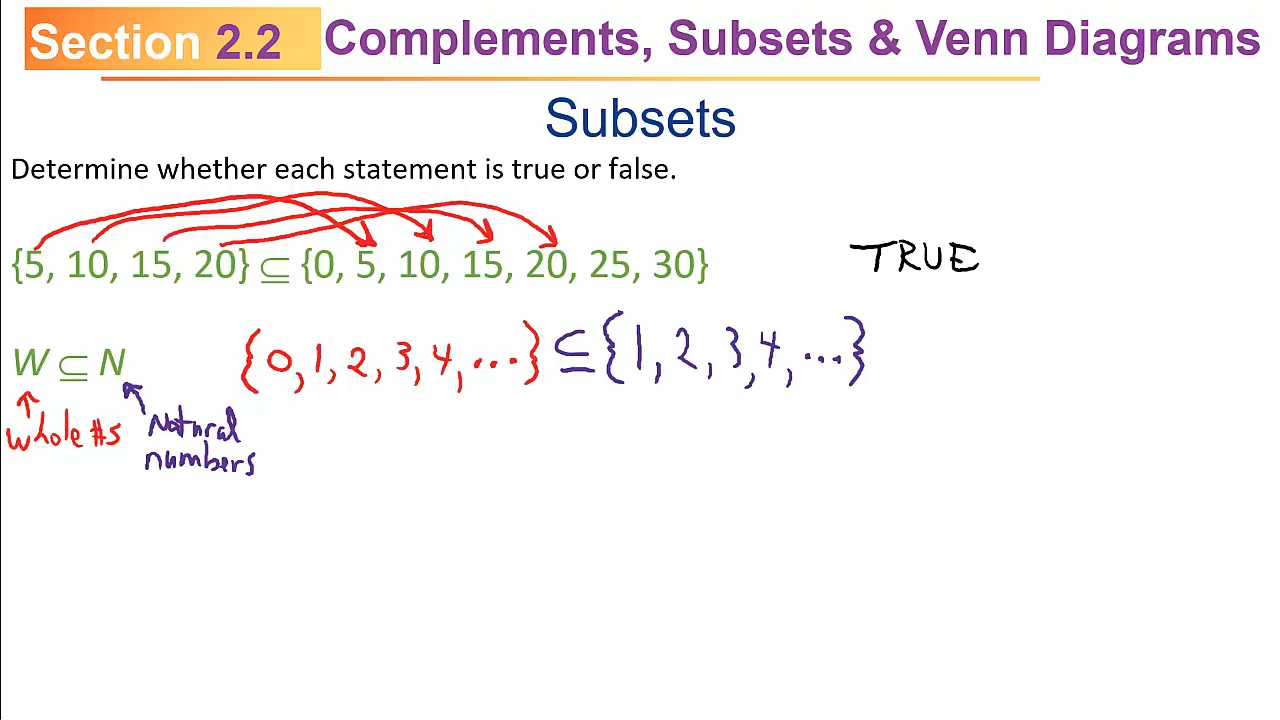 Section 2.2 Complements, Subsets & Venn Diagrams
Subsets
Determine whether each statement is true or false.
{5, 10, 15, 20} ⊆ {0, 5, 10, 15, 20, 25, 30} TRUE
W ⊆ N {0, 1, 2, 3, 4, ...} ⊆ {1, 2, 3, 4, ...}
whole #s Natural
numbers